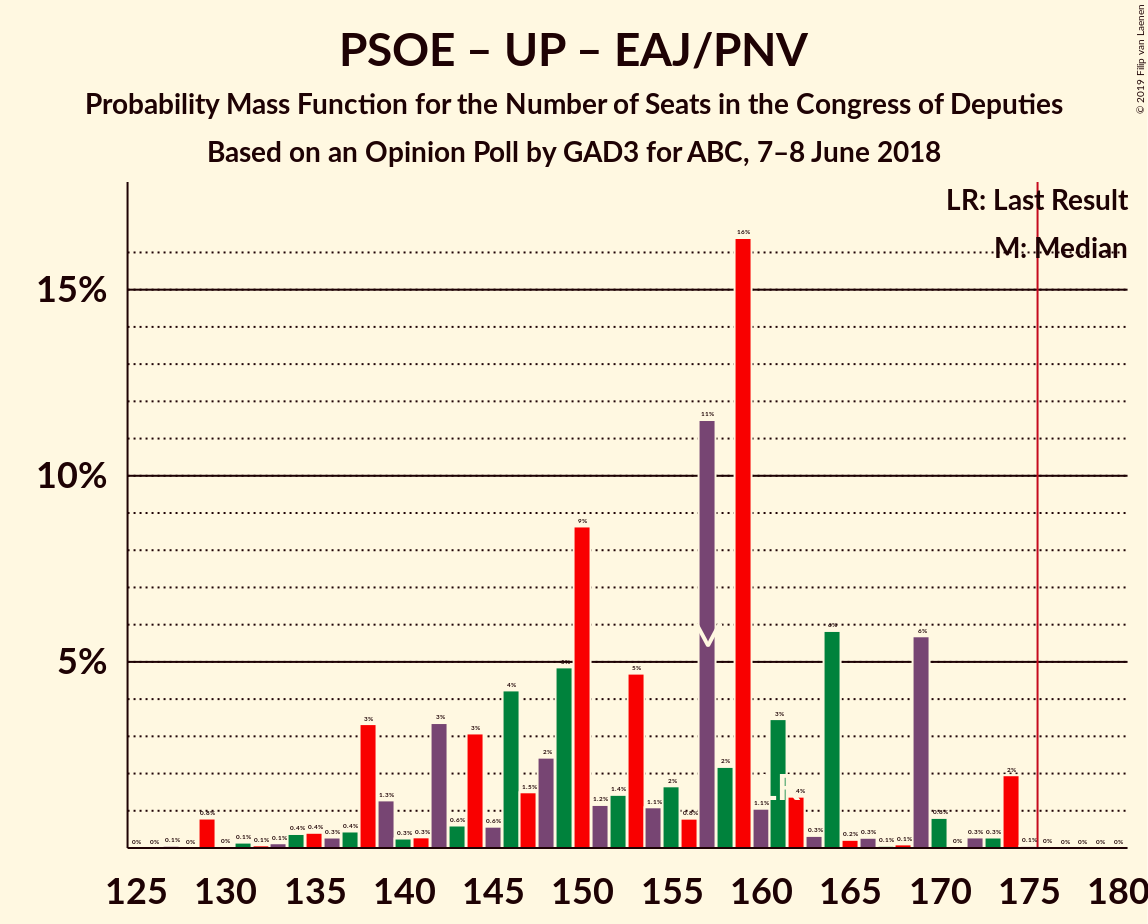 PSOE – UP – EAJ/PNV
Probability Mass Function for the Number of Seats in the Congress of Deputies
Based on an Opinion Poll by GAD3 for ABC, 7–8 June 2018
© 2019 Filip van Laenen
LR: Last Result
M: Median
15%
10%
5%
0% 0% 0.1% 0% 0.8% 0% 0.1% 0.1% 0.1% 0.4% 0.4% 0.3% 0.4% 3% 1.3% 0.3% 0.3% 3% 0.6% 3% 0.6% 4% 1.5% 2% 5% 9% 1.2% 1.4% 5% 1.1% 2% 0.8% 11% 2% 16% 1.1% 3% 0.3% 6% 0.2% 0.3% 0.1% 0.1% 6% 0.8% 0% 0.3% 0.3% 2% 0.1% 0% 0% 0% 0% 0%
125 130 135 140 145 150 155 160 165 170 175 180